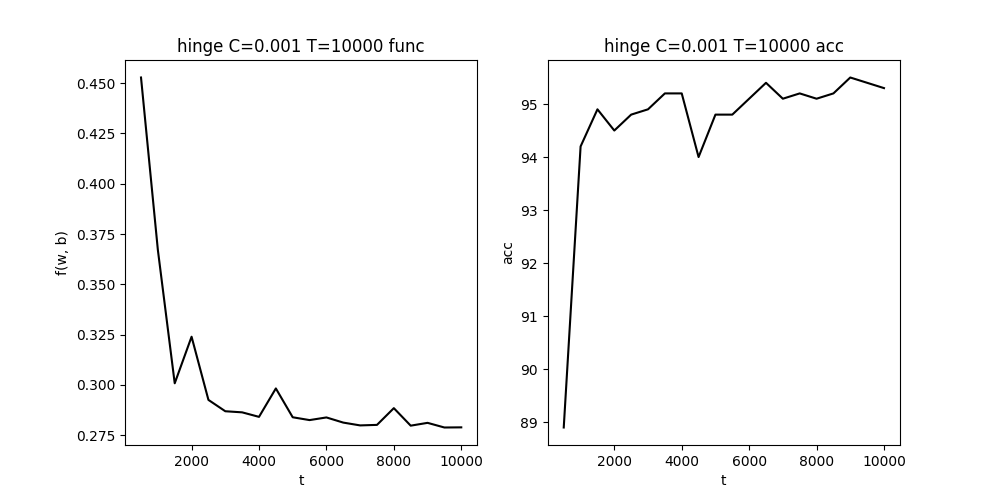 hinge C=0.001 T=10000 func
0.450
0.425
0.400
0.375
0.350
0.325
0.300
0.275
f(w, b)
2000 4000 6000 8000 10000
t
hinge C=0.001 T=10000 acc
95
94
93
92
91
90
89
acc
2000 4000 6000 8000 10000
t